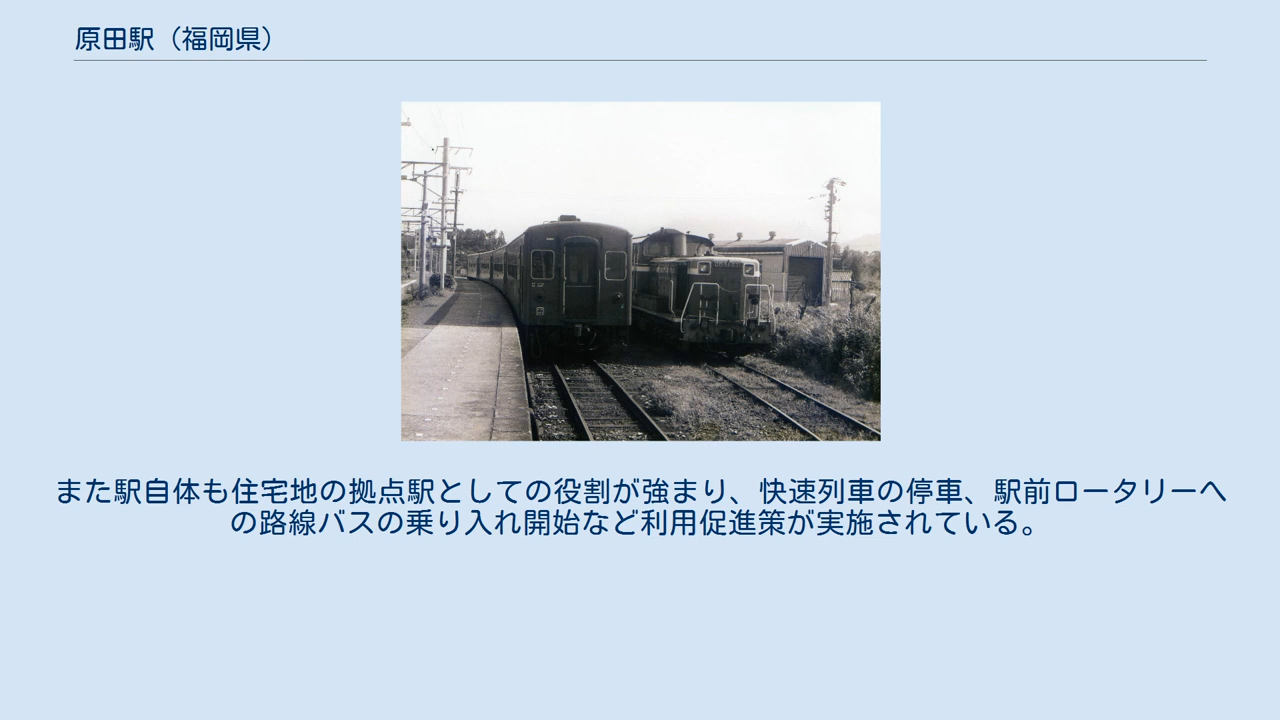 原田駅（福岡県）
また駅自体も住宅地の拠点駅としての役割が強まり、快速列車の停車、駅前ロータリーへ
の路線バスの乗り入れ開始など利用促進策が実施されている。